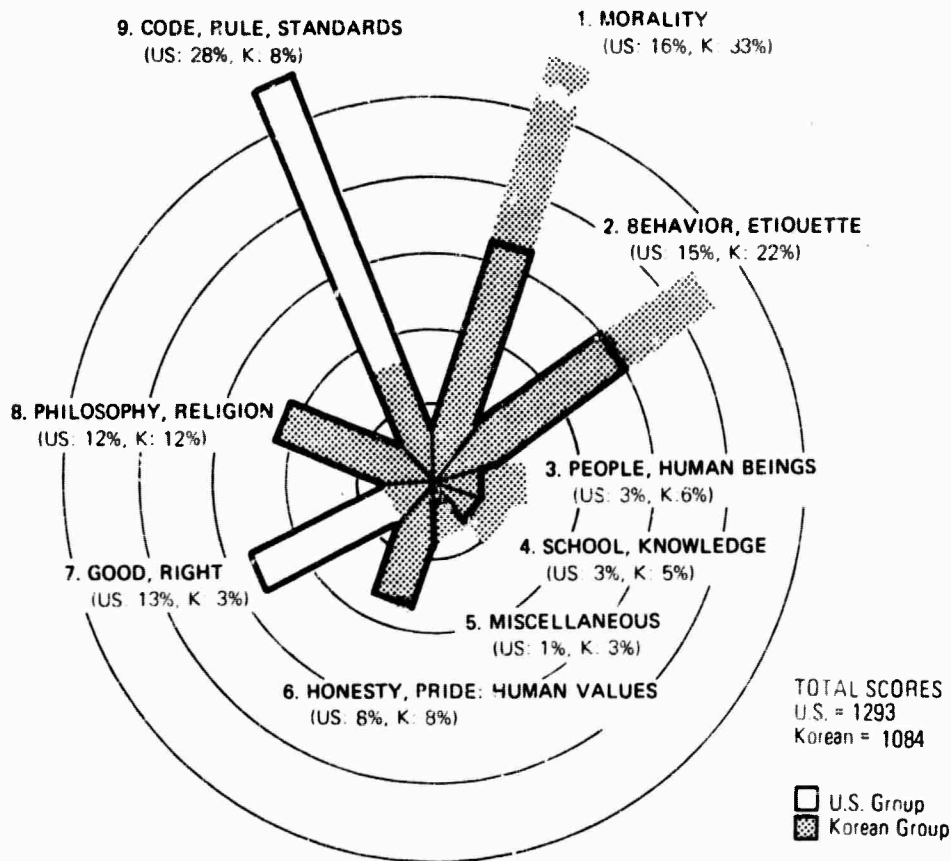 9. CODE, RULE, STANDARDS
(US: 28%, K: 8%)
1. MORALITY
(US: 16%, K: 33%)
2. BEHAVIOR, ETIQUETTE
(US: 15%, K: 22%)
8. PHILOSOPHY, RELIGION
(US: 12%, K: 12%)
3. PEOPLE, HUMAN BEINGS
(US: 3%, K: 6%)
4. SCHOOL, KNOWLEDGE
(US: 3%, K: 5%)
7. GOOD, RIGHT
(US: 13%, K: 3%)
5. MISCELLANEOUS
(US: 1%, K: 3%)
6. HONESTY, PRIDE: HUMAN VALUES
(US: 8%, K: 8%)
TOTAL SCORES
U.S. = 1293
Korean = 1084
U.S. Group
Korean Group